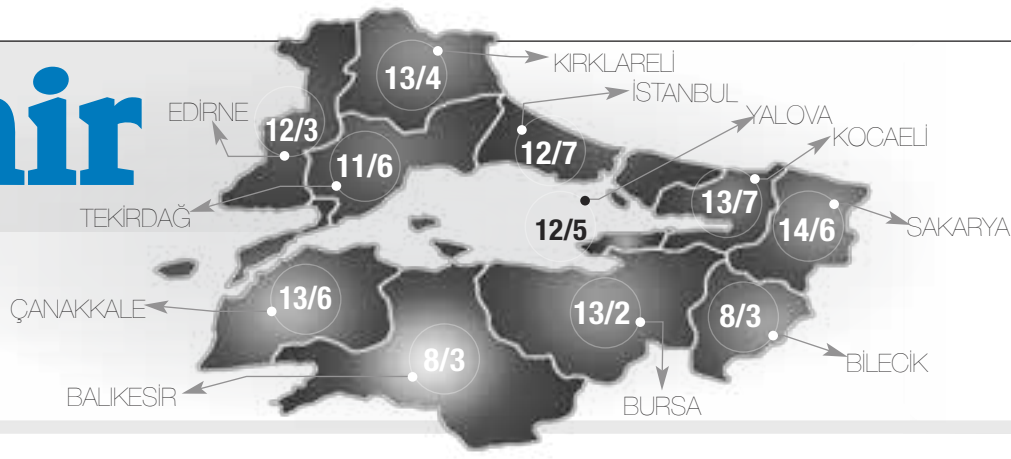 nir
KIRKLARELİ
13/4
İSTANBUL
EDİRNE
12/3
YALOVA
KOCAELİ
11/6
12/7
TEKİRDAĞ
13/7
12/5
14/6
SAKARYA
ÇANAKKALE
13/6
13/2
8/3
8/3
BİLECİK
BALIKESİR
BURSA